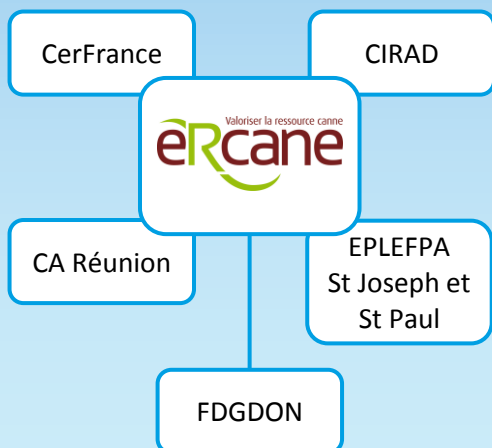 CerFrance
CIRAD
Valoriser la ressource canne
eRcane
CA Réunion
EPLEFPA
St Joseph et
St Paul
FDGDON